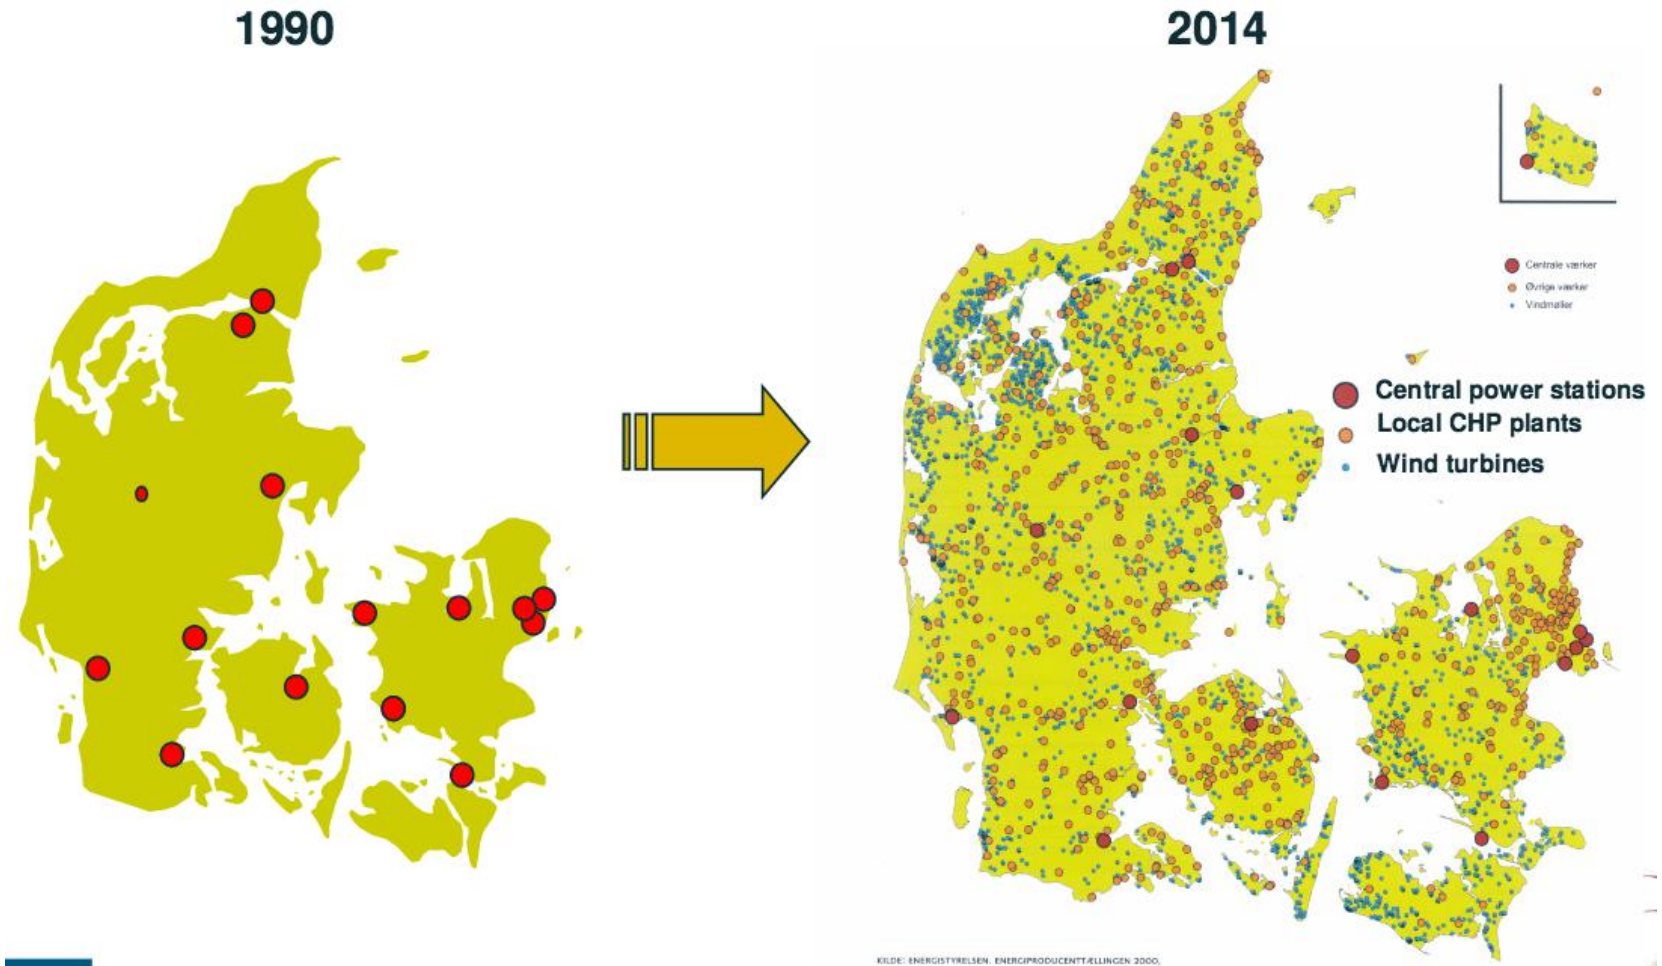 1990
2014
Centrale værker
Øvrige værker
Vindmøller
Central power stations
Local CHP plants
Wind turbines
KILDE: ENERGISTYRELSEN. ENERGIPRODUCENTTÆLLINGEN 2000,